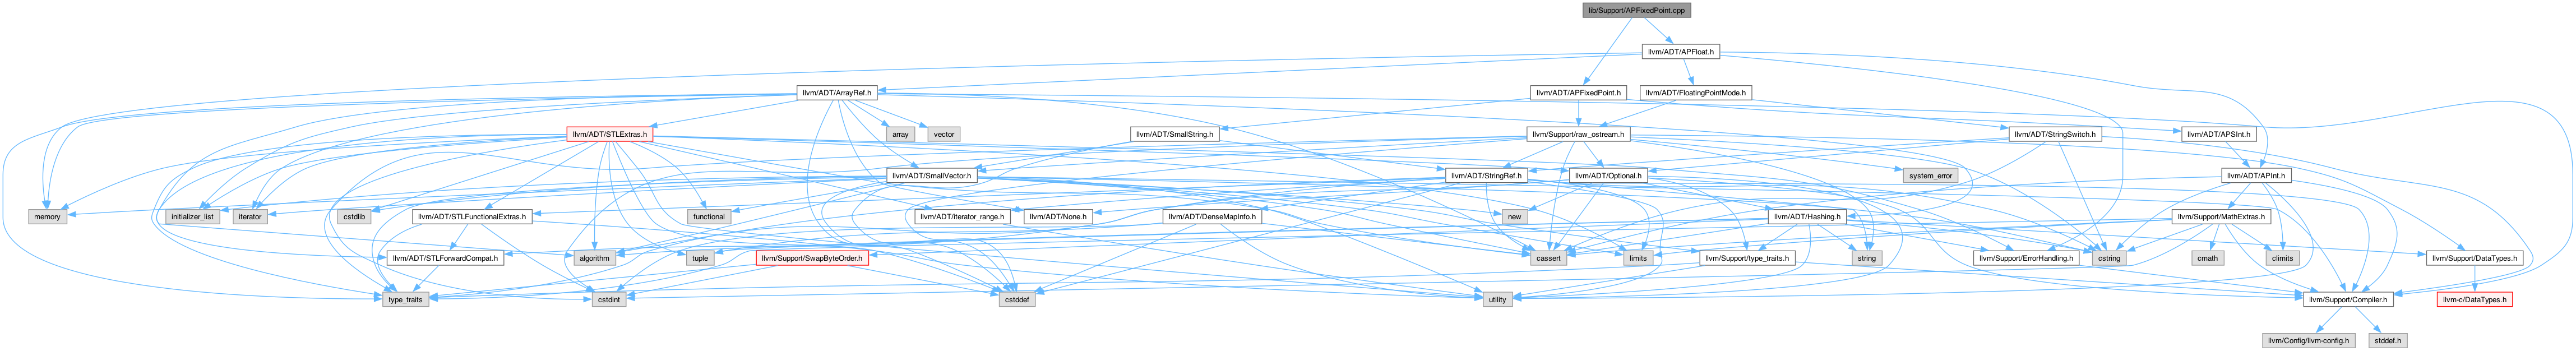 lib/Support/APFixedPoint.cpp
llvm/ADT/APFloat.h
llvm/ADT/ArrayRef.h
llvm/ADT/APFixedPoint.h
llvm/ADT/FloatingPointMode.h
llvm/ADT/STLExtras.h
array
vector
llvm/ADT/SmallString.h
llvm/Support/raw_ostream.h
llvm/ADT/StringSwitch.h
llvm/ADT/APSInt.h
llvm/ADT/SmallVector.h
llvm/ADT/StringRef.h
llvm/ADT/Optional.h
system_error
llvm/ADT/APInt.h
memory
initializer_list
iterator
cstdlib
llvm/ADT/STLFunctionalExtras.h
functional
new
llvm/ADT/iterator_range.h
llvm/ADT/None.h
llvm/ADT/DenseMapInfo.h
llvm/ADT/Hashing.h
llvm/Support/MathExtras.h
llvm/ADT/STLForwardCompat.h
algorithm
tuple
llvm/Support/SwapByteOrder.h
cassert
limits
llvm/Support/type_traits.h
string
llvm/Support/ErrorHandling.h
cstring
cmath
climits
llvm/Support/DataTypes.h
type_traits
cstdint
cstddef
utility
llvm/Support/Compiler.h
llvm-c/DataTypes.h
llvm/Config/llvm-config.h
stddef.h